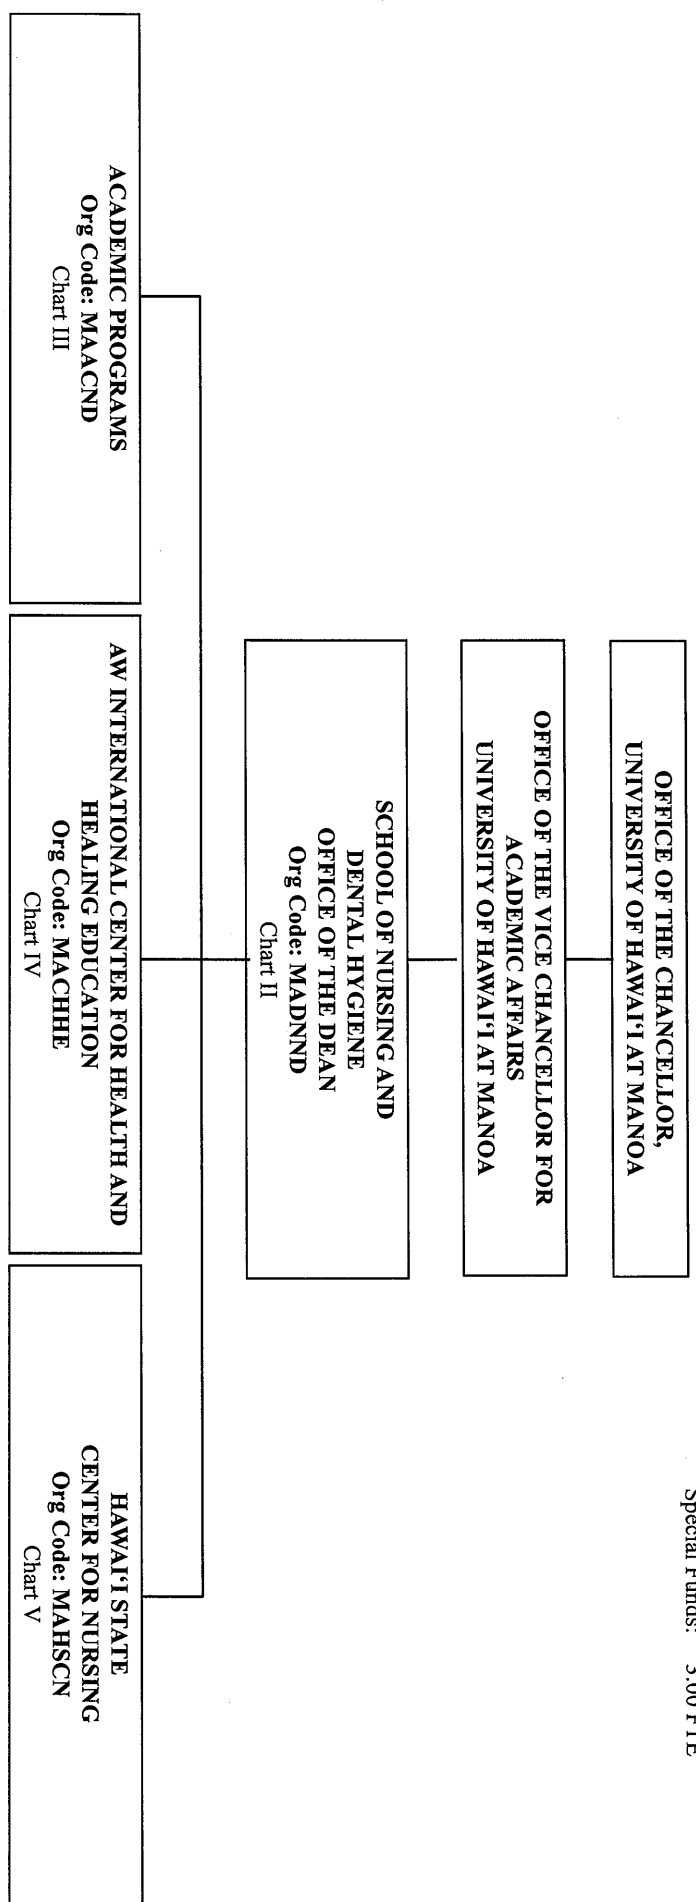 Special Funds: FTE
OFFICE OF THE CHANCELLOR,
UNIVERSITY OF HAWAI‘I AT MANOA
OFFICE OF THE VICE CHANCELLOR FOR
ACADEMIC AFFAIRS
UNIVERSITY OF HAWAI‘I AT MANOA
SCHOOL OF NURSING AND
DENTAL HYGIENE
OFFICE OF THE DEAN
Org Code: MADNND
Chart II
ACADEMIC PROGRAMS
Org Code: MAACND
Chart III
AW INTERNATIONAL CENTER FOR HEALTH AND
HEALING EDUCATION
Org Code: MACHHE
Chart IV
HAWAI‘I STATE
CENTER FOR NURSING
Org Code: MAHSCN
Chart V